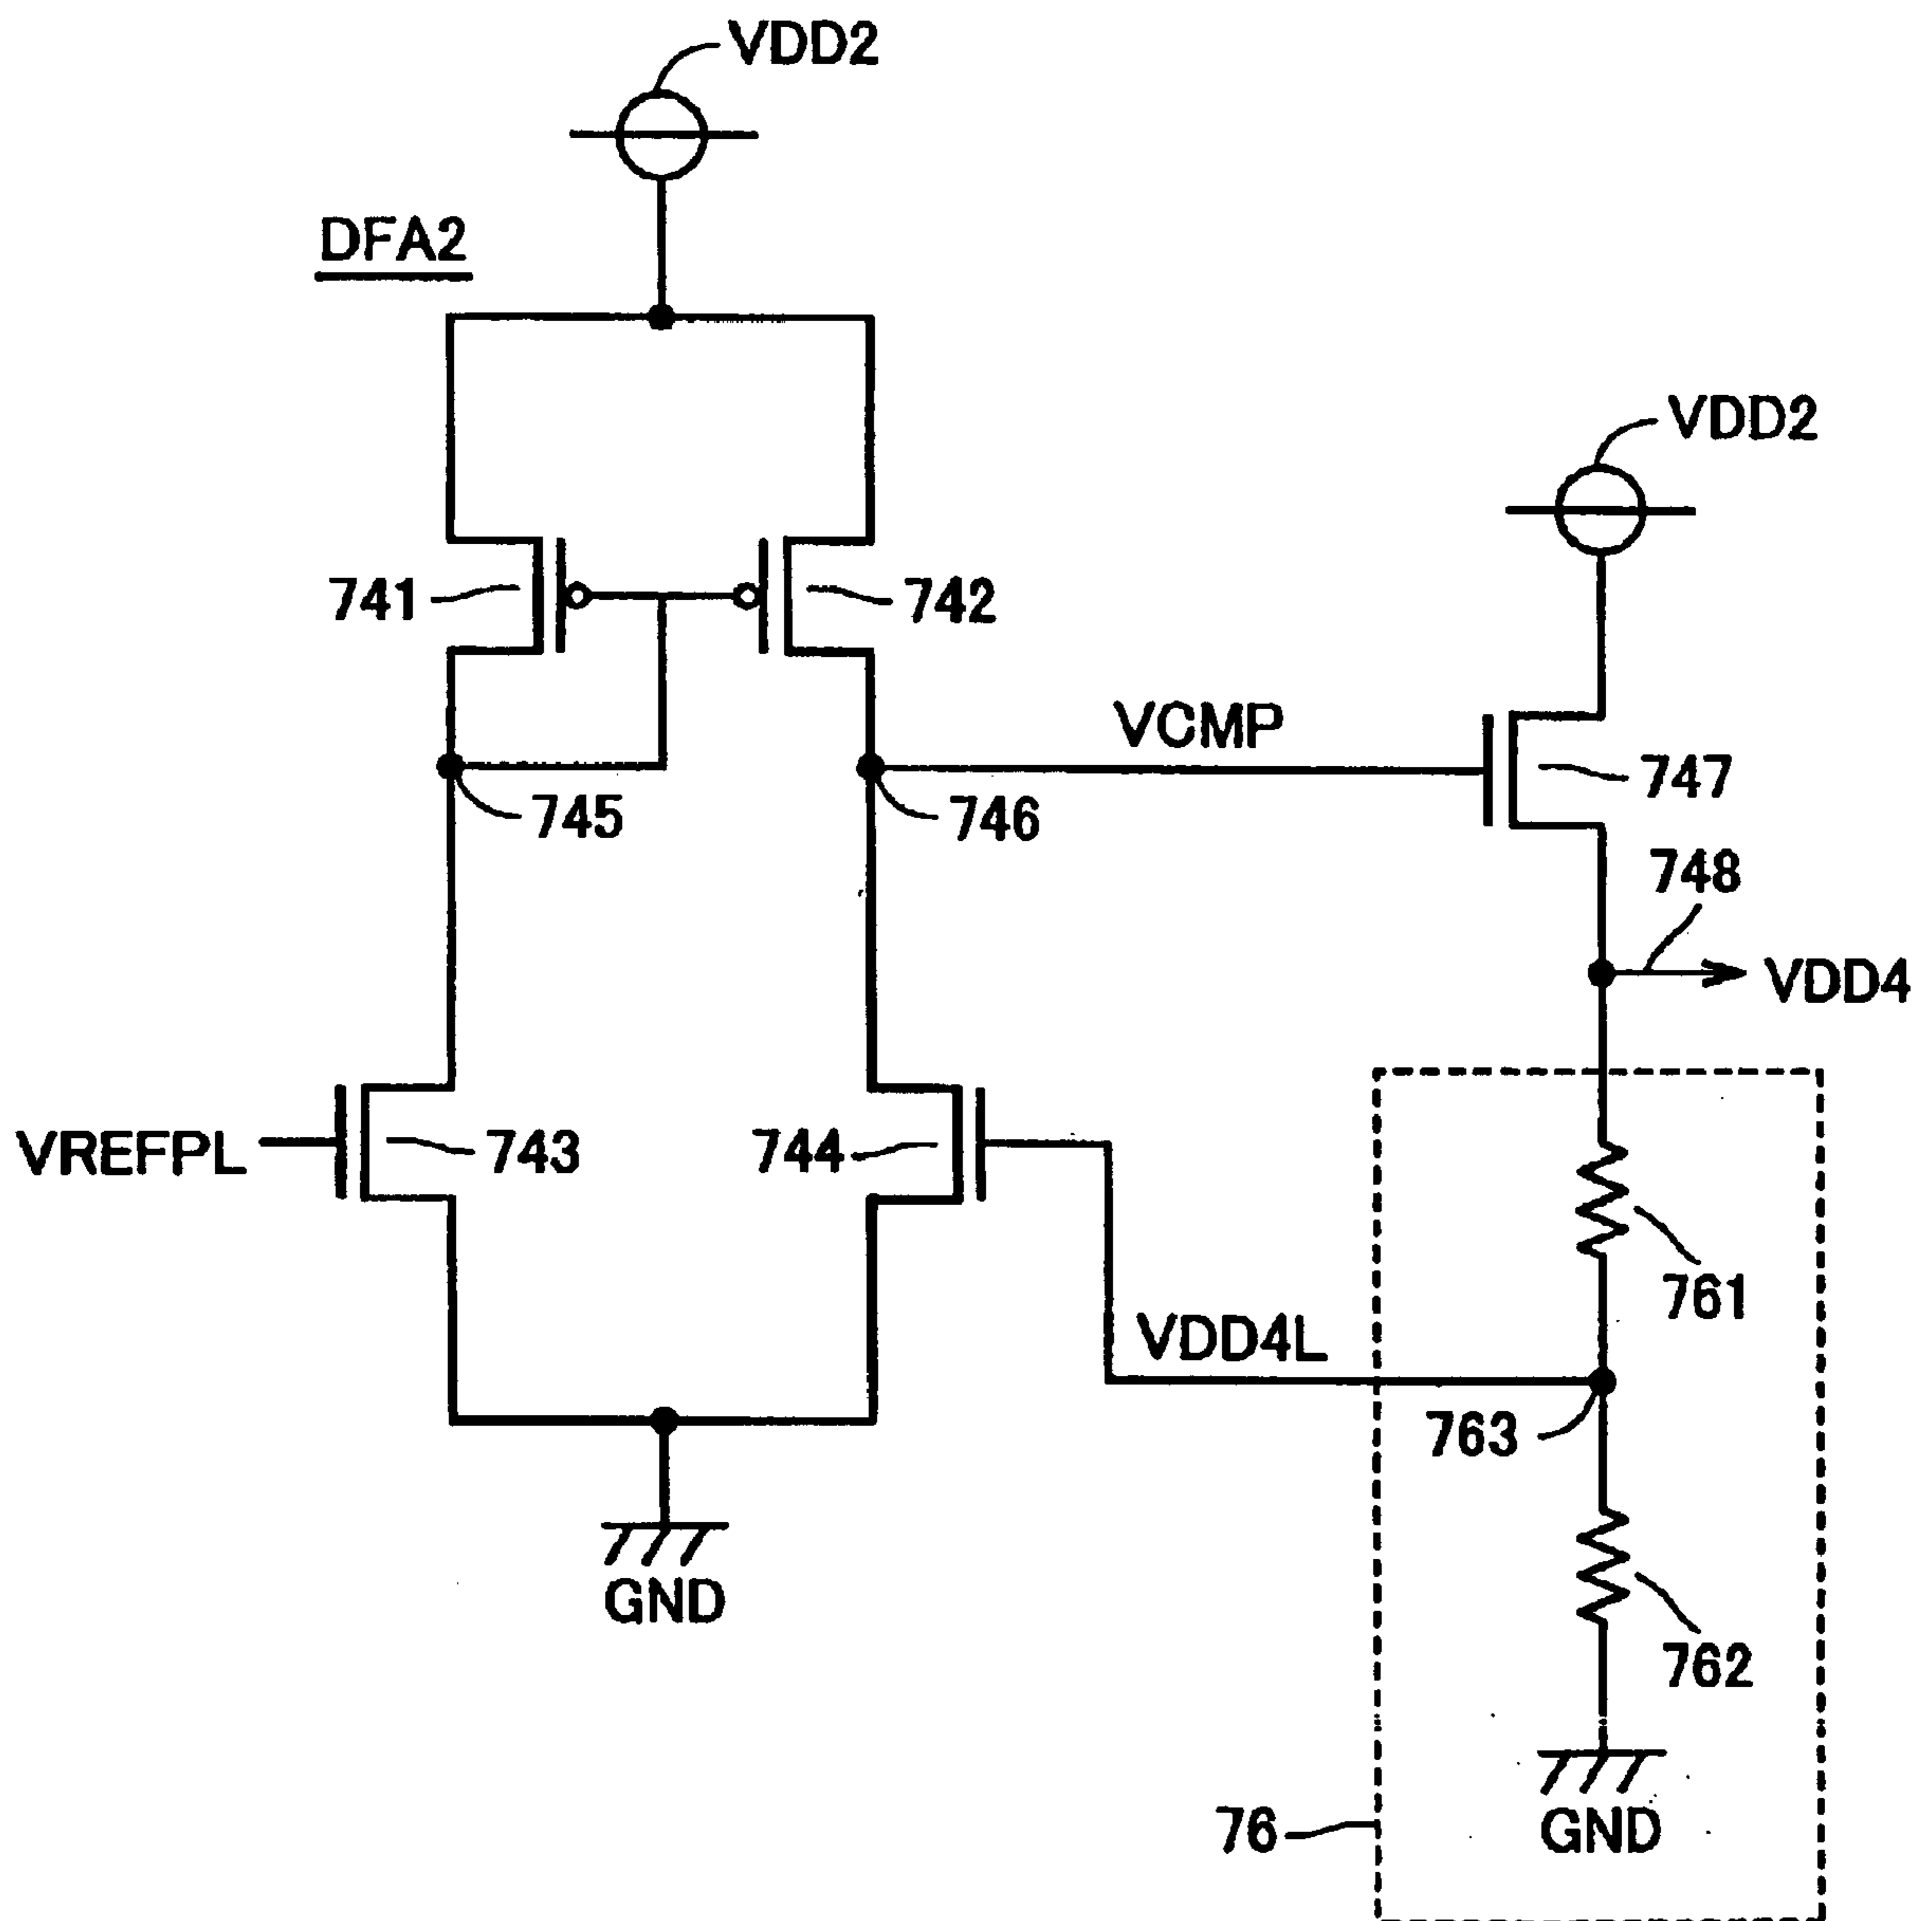 VDD2
DFA2
VDD2
741
742
VCMP
747
745
746
748
VDD4
VREFPL
743
744
761
VDD4L
763
GND
762
76
GND